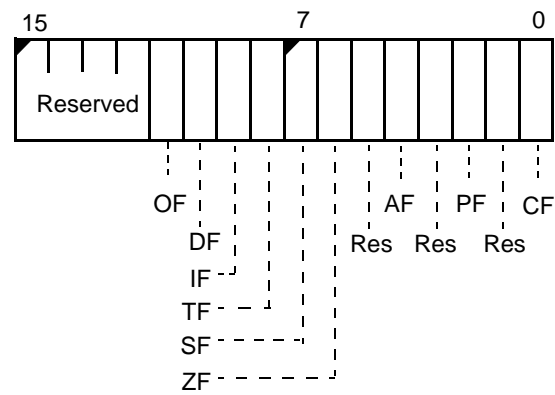 15 7 0
Reserved
OF AF PF CF
DF Res Res Res
IF
TF
SF
ZF